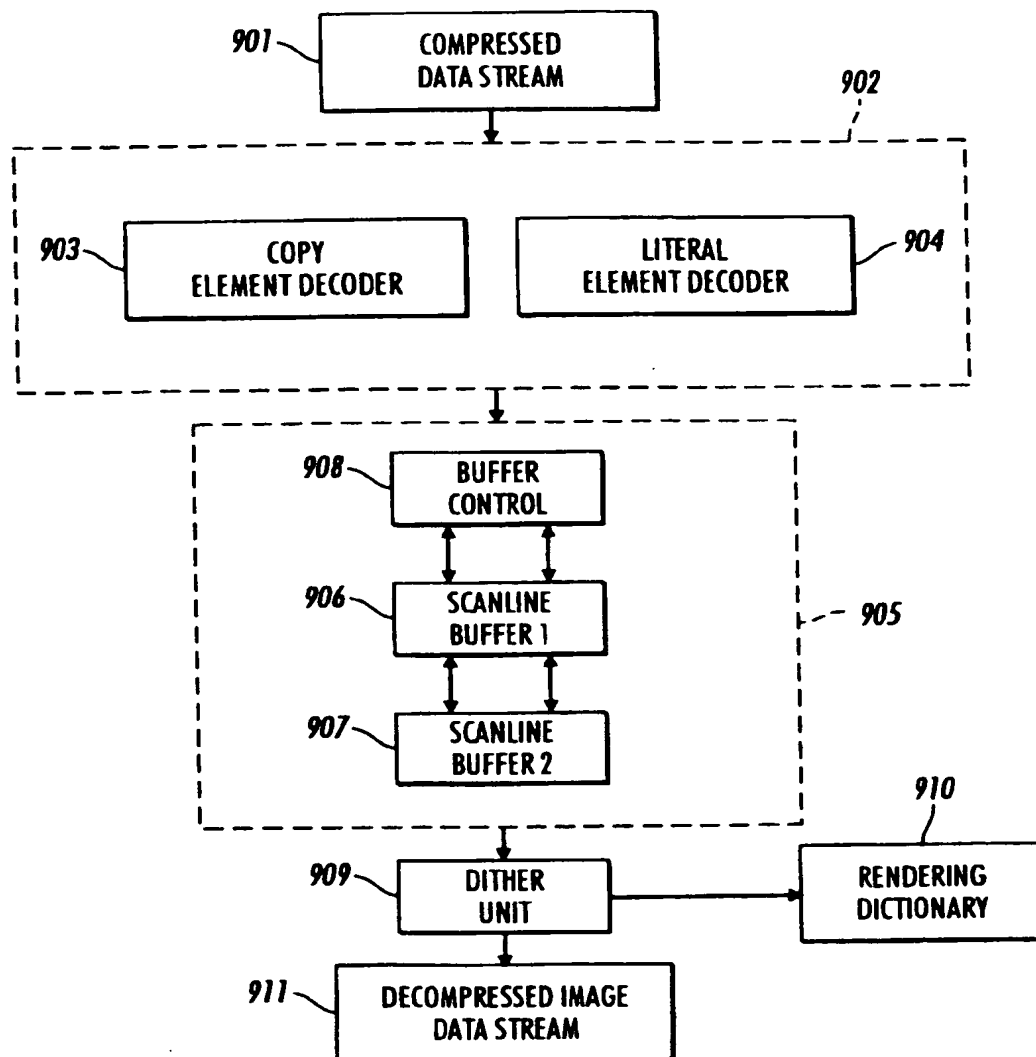 901
COMPRESSED
DATA STREAM
902
903
COPY
ELEMENT DECODER
LITERAL
ELEMENT DECODER
904
908
BUFFER
CONTROL
906
SCANLINE
BUFFER 1
905
907
SCANLINE
BUFFER 2
910
909
DITHER
UNIT
RENDERING
DICTIONARY
911
DECOMPRESSED IMAGE
DATA STREAM